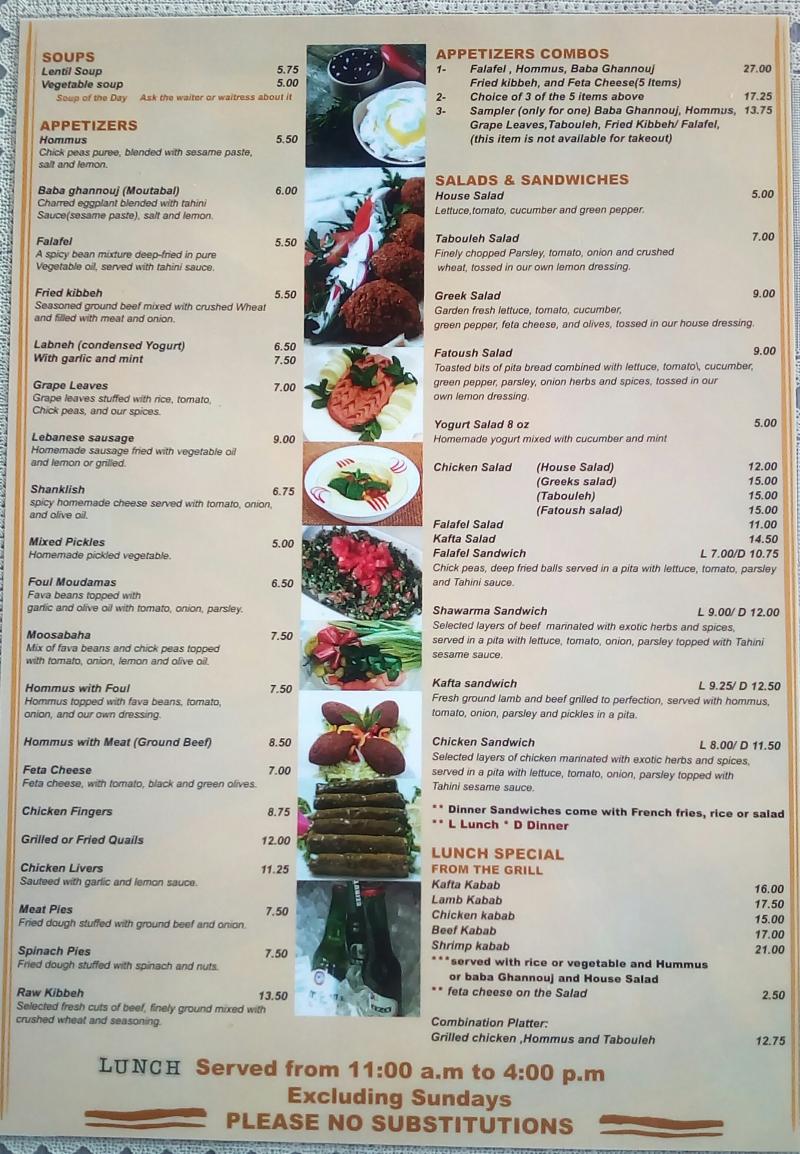 SOUPS
Lentil Soup 5.75
Vegetable soup 5.00
Soup of the Day Ask the waiter or waitress about it
APPETIZERS
Hommus 5.50
Chick peas puree, blended with sesame paste,
salt and lemon.
Baba ghannouj (Moutabal) 6.00
Charred eggplant blended with tahini
Sauce(sesame paste), salt and lemon.
Falafel 5.50
A spicy bean mixture deep-fried in pure
Vegetable oil, served with tahini sauce.
Fried kibbeh 5.50
Seasoned ground beef mixed with crushed Wheat
and filled with meat and onion.
Labneh (condensed Yogurt) 6.50
With garlic and mint 7.50
Grape Leaves 7.00
Grape leaves stuffed with rice, tomato,
Chick peas, and our spices.
Lebanese sausage 9.00
Homemade sausage fried with vegetable oil
and lemon or grilled.
Shanklish 6.75
spicy homemade cheese served with tomato, onion,
and olive oil.
Mixed Pickles 5.00
Homemade pickled vegetable.
Foul Moudamas 6.50
Fava beans topped with
garlic and olive oil with tomato, onion, parsley.
Moosabaha 7.50
Mix of fava beans and chick peas topped
with tomato, onion, lemon and olive oil.
Hommus with Foul 7.50
Hommus topped with fava beans, tomato,
onion, and our own dressing.
Hommus with Meat (Ground Beef) 8.50
Feta Cheese 7.00
Feta cheese, with tomato, black and green olives.
Chicken Fingers 8.75
Grilled or Fried Quails 12.00
Chicken Livers 11.25
Sauteed with garlic and lemon sauce.
Meat Pies 7.50
Fried dough stuffed with ground beef and onion.
Spinach Pies 7.50
Fried dough stuffed with spinach and nuts.
Raw Kibbeh 13.50
Selected fresh cuts of beef, finely ground mixed with
crushed wheat and seasoning.
APPETIZERS COMBOS
1- Falafel , Hommus, Baba Ghannouj 27.00
Fried kibbeh, and Feta Cheese(5 Items)
2- Choice of 3 of the 5 items above 17.25
3- Sampler (only for one) Baba Ghannouj, Hommus, 13.75
Grape Leaves,Tabouleh, Fried Kibbeh/ Falafel,
(this item is not available for takeout)
SALADS & SANDWICHES
House Salad 5.00
Lettuce,tomato, cucumber and green pepper.
Tabouleh Salad 7.00
Finely chopped Parsley, tomato, onion and crushed
wheat, tossed in our own lemon dressing.
Greek Salad 9.00
Garden fresh lettuce, tomato, cucumber,
green pepper, feta cheese, and olives, tossed in our house dressing.
Fatoush Salad 9.00
Toasted bits of pita bread combined with lettuce, tomato\, cucumber,
green pepper, parsley, onion herbs and spices, tossed in our
own lemon dressing.
Yogurt Salad 8 oz 5.00
Homemade yogurt mixed with cucumber and mint
Chicken Salad (House Salad) 12.00
(Greeks salad) 15.00
(Tabouleh) 15.00
(Fatoush salad) 15.00
Falafel Salad 11.00
Kafta Salad 14.50
Falafel Sandwich L 7.00/D 10.75
Chick peas, deep fried balls served in a pita with lettuce, tomato, parsley
and Tahini sauce.
Shawarma Sandwich L 9.00/ D 12.00
Selected layers of beef marinated with exotic herbs and spices,
served in a pita with lettuce, tomato, onion, parsley topped with Tahini
sesame sauce.
Kafta sandwich L 9.25/ D 12.50
Fresh ground lamb and beef grilled to perfection, served with hommus,
tomato, onion, parsley and pickles in a pita.
Chicken Sandwich L 8.00/ D 11.50
Selected layers of chicken marinated with exotic herbs and spices,
served in a pita with lettuce, tomato, onion, parsley topped with
Tahini sesame sauce.
** Dinner Sandwiches come with French fries, rice or salad
** L Lunch * D Dinner
LUNCH SPECIAL
FROM THE GRILL
Kafta Kabab 16.00
Lamb Kabab 17.50
Chicken kabab 15.00
Beef Kabab 17.00
Shrimp kabab 21.00
***served with rice or vegetable and Hummus
or baba Ghannouj and House Salad
** feta cheese on the Salad 2.50
Combination Platter:
Grilled chicken ,Hommus and Tabouleh 12.75
LUNCH Served from 11:00 a.m to 4:00 p.m
Excluding Sundays
PLEASE NO SUBSTITUTIONS